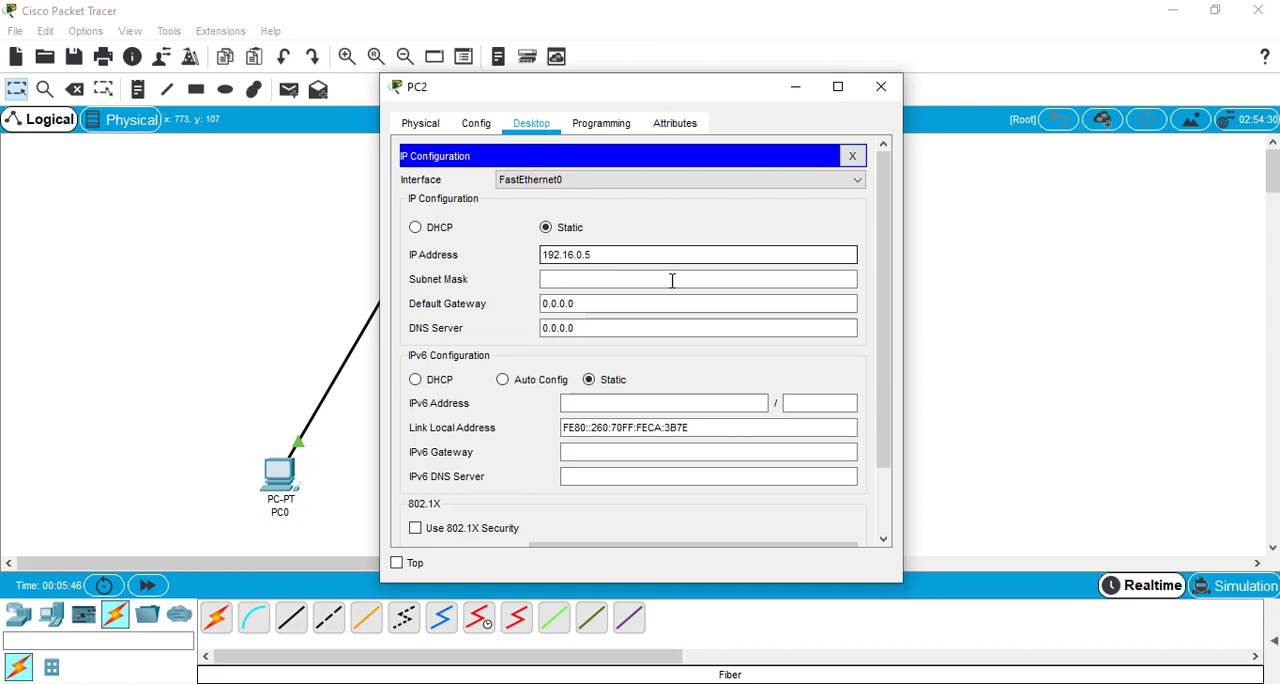 Cisco Packet Tracer
File Edit Options View Tools Extensions Help
?
PC2
Logical Physical x: 773, y: 107 [Root] 02:54:30
Physical Config Desktop Programming Attributes
IP Configuration X
Interface FastEthernet0
IP Configuration
DHCP Static
IP Address 192.16.0.5
Subnet Mask
Default Gateway 0.0.0.0
DNS Server 0.0.0.0
IPv6 Configuration
DHCP Auto Config Static
IPv6 Address /
Link Local Address FE80::260:70FF:FECA:3B7E
IPv6 Gateway
IPv6 DNS Server
802.1X
Use 802.1X Security
PC-PT
PC0
Top
Time: 00:05:46 Realtime Simulation
Fiber